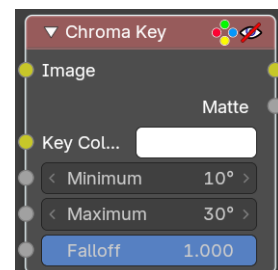 Chroma Key
Image
Matte
Key Col...
Minimum 10°
Maximum 30°
Falloff 1.000